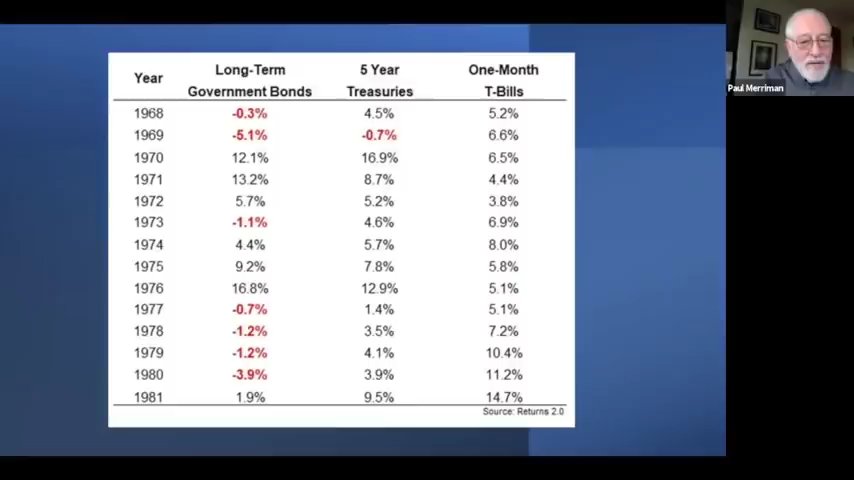 Year Long-Term Government Bonds 5 Year Treasuries One-Month T-Bills
1968 -0.3% 4.5% 5.2%
1969 -5.1% -0.7% 6.6%
1970 12.1% 16.9% 6.5%
1971 13.2% 8.7% 4.4%
1972 5.7% 5.2% 3.8%
1973 -1.1% 4.6% 6.9%
1974 4.4% 5.7% 8.0%
1975 9.2% 7.8% 5.8%
1976 16.8% 12.9% 5.1%
1977 -0.7% 1.4% 5.1%
1978 -1.2% 3.5% 7.2%
1979 -1.2% 4.1% 10.4%
1980 -3.9% 3.9% 11.2%
1981 1.9% 9.5% 14.7%
Source: Returns 2.0
Paul Merriman